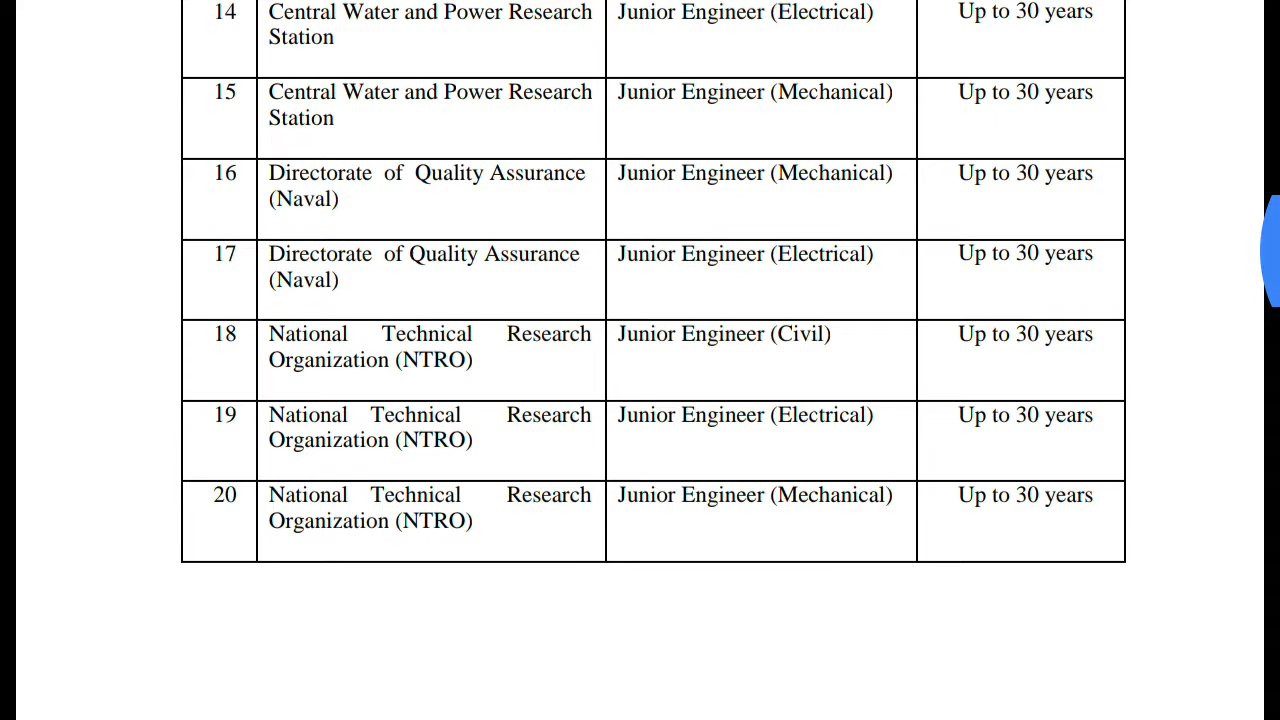 14 Central Water and Power Research Junior Engineer (Electrical) Up to 30 years
Station
15 Central Water and Power Research Junior Engineer (Mechanical) Up to 30 years
Station
16 Directorate of Quality Assurance Junior Engineer (Mechanical) Up to 30 years
(Naval)
17 Directorate of Quality Assurance Junior Engineer (Electrical) Up to 30 years
(Naval)
18 National Technical Research Junior Engineer (Civil) Up to 30 years
Organization (NTRO)
19 National Technical Research Junior Engineer (Electrical) Up to 30 years
Organization (NTRO)
20 National Technical Research Junior Engineer (Mechanical) Up to 30 years
Organization (NTRO)